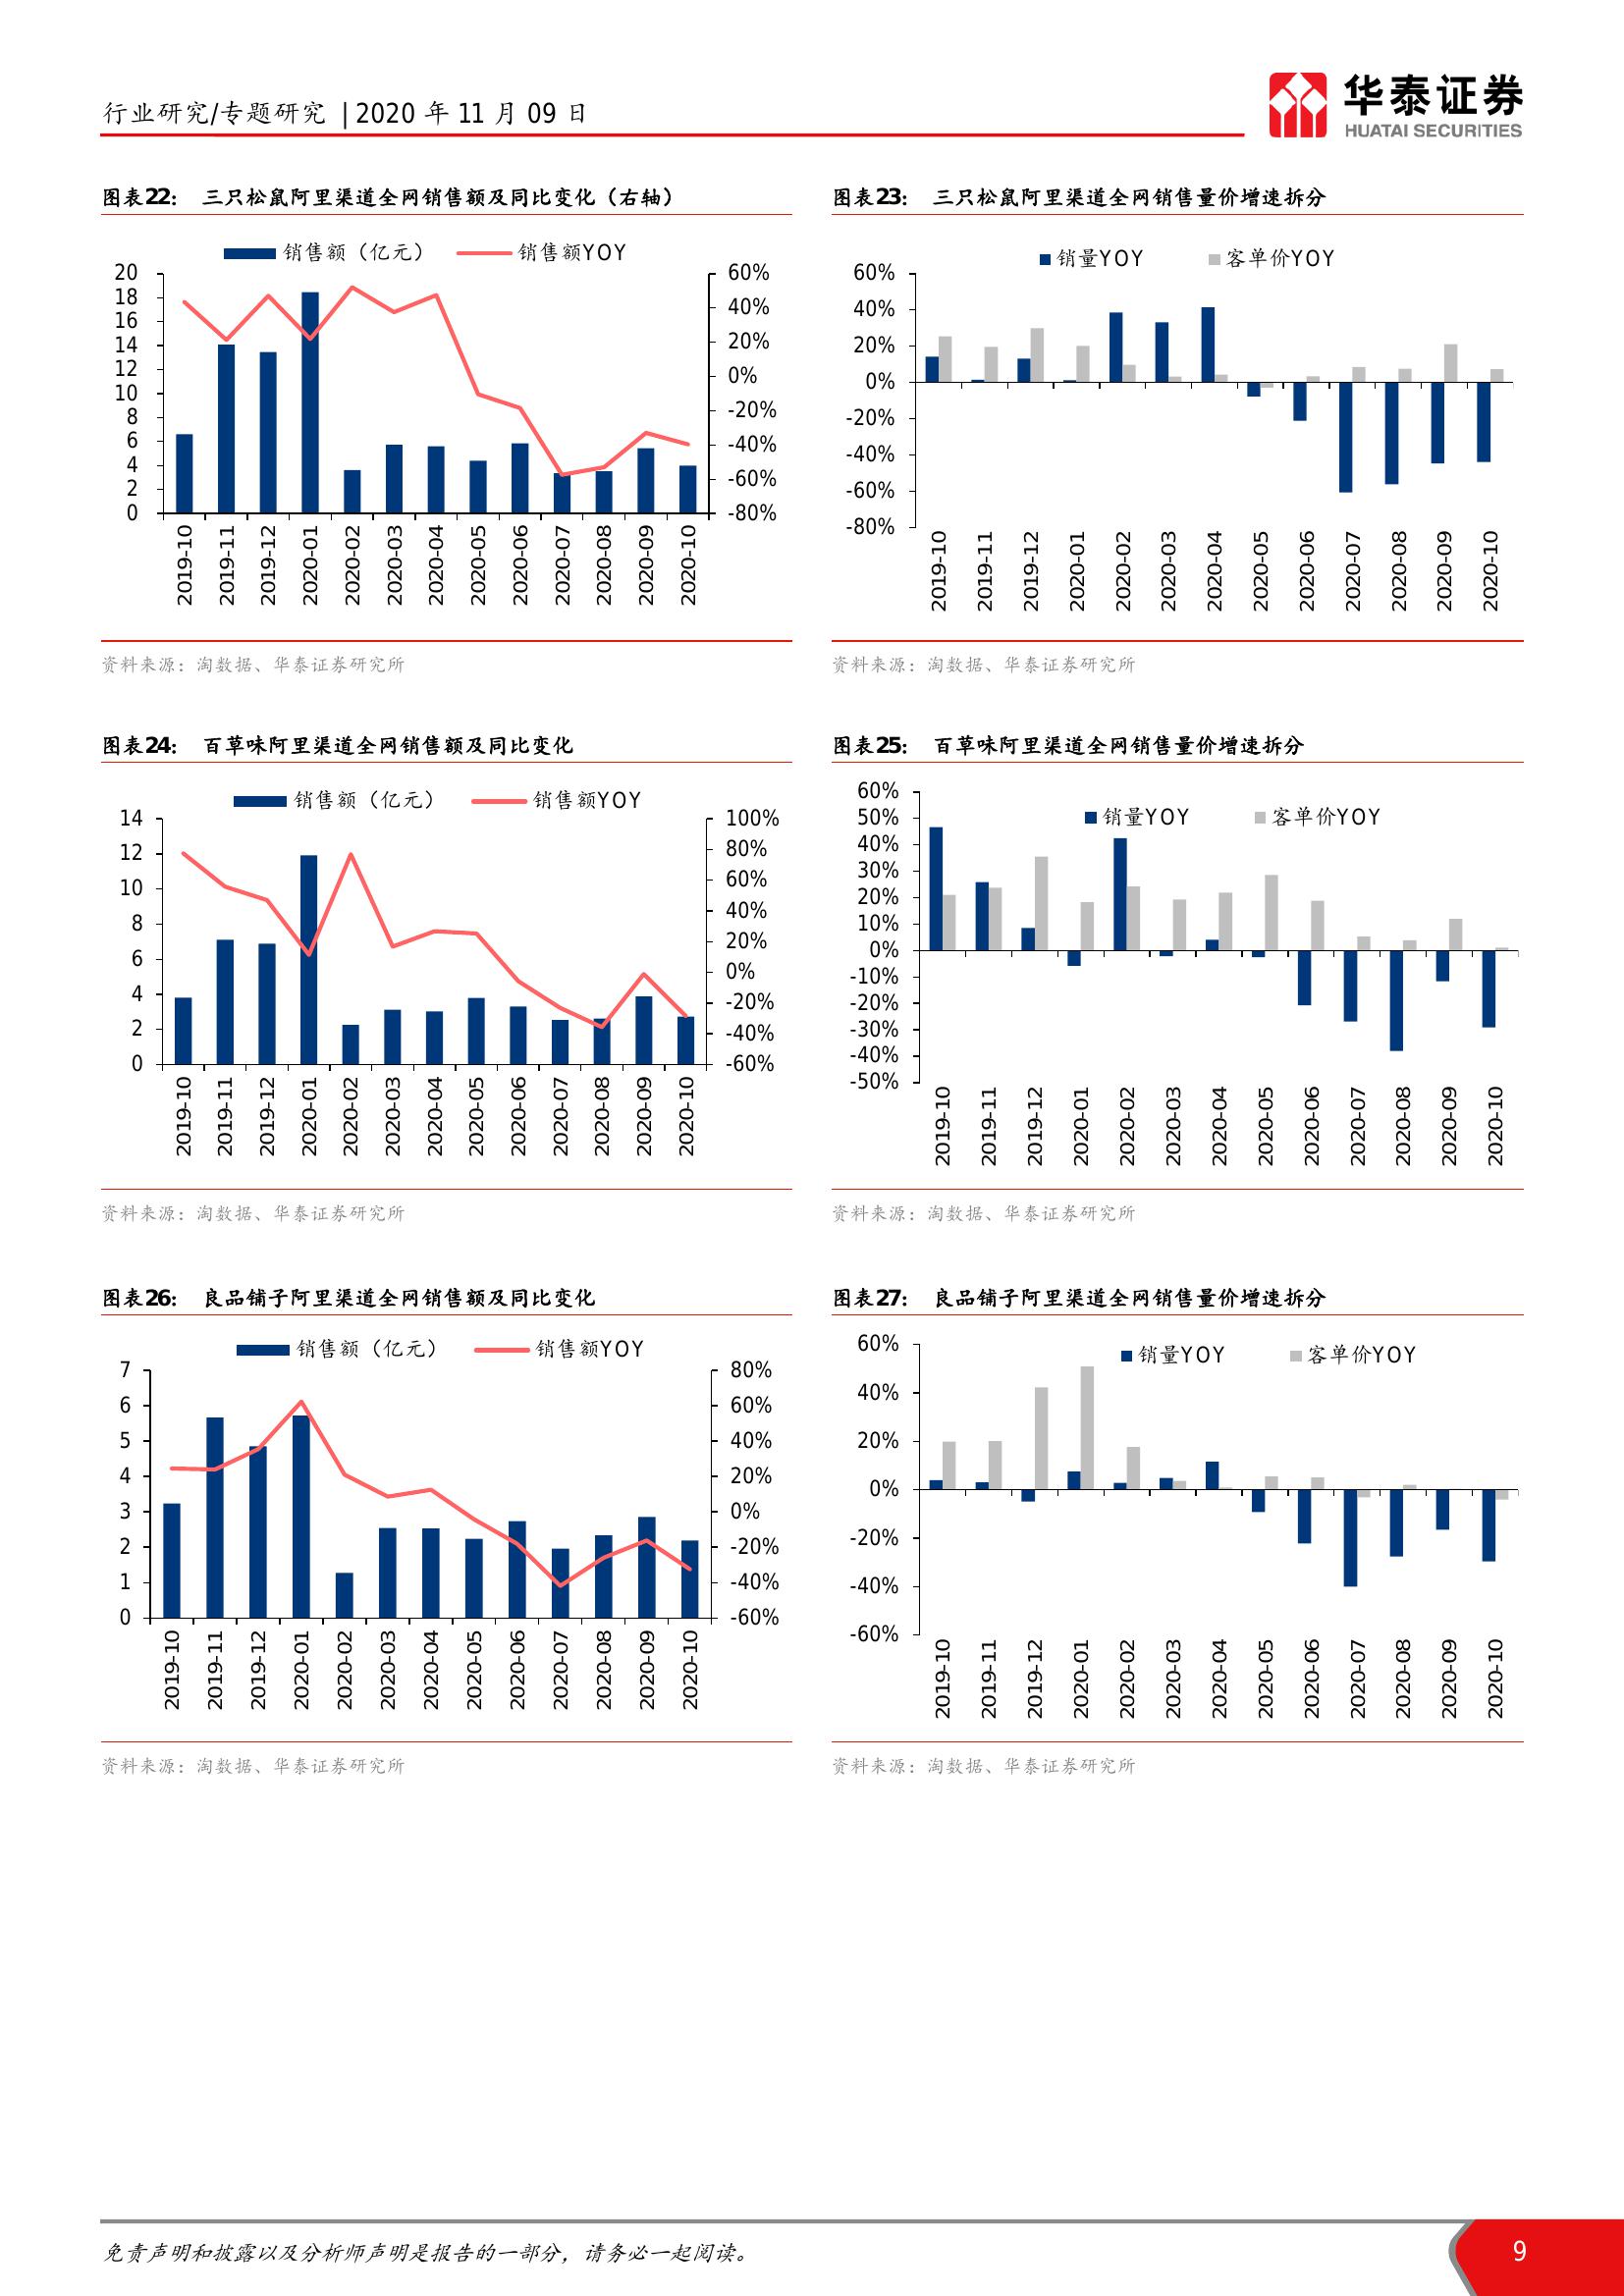 行业研究/专题研究 | 2020 年 11 月 09 日
华泰证券
HUATAI SECURITIES
图表22: 三只松鼠阿里渠道全网销售额及同比变化（右轴）
销售额（亿元） 销售额YOY
20
18
16
14
12
10
8
6
4
2
0
60%
40%
20%
0%
-20%
-40%
-60%
-80%
2019-10 2019-11 2019-12 2020-01 2020-02 2020-03 2020-04 2020-05 2020-06 2020-07 2020-08 2020-09 2020-10
资料来源：淘数据、华泰证券研究所
图表23: 三只松鼠阿里渠道全网销售量价增速拆分
销量YOY 客单价YOY
60%
40%
20%
0%
-20%
-40%
-60%
-80%
2019-10 2019-11 2019-12 2020-01 2020-02 2020-03 2020-04 2020-05 2020-06 2020-07 2020-08 2020-09 2020-10
资料来源：淘数据、华泰证券研究所
图表24: 百草味阿里渠道全网销售额及同比变化
销售额（亿元） 销售额YOY
14
12
10
8
6
4
2
0
100%
80%
60%
40%
20%
0%
-20%
-40%
-60%
2019-10 2019-11 2019-12 2020-01 2020-02 2020-03 2020-04 2020-05 2020-06 2020-07 2020-08 2020-09 2020-10
资料来源：淘数据、华泰证券研究所
图表25: 百草味阿里渠道全网销售量价增速拆分
销量YOY 客单价YOY
60%
50%
40%
30%
20%
10%
0%
-10%
-20%
-30%
-40%
-50%
2019-10 2019-11 2019-12 2020-01 2020-02 2020-03 2020-04 2020-05 2020-06 2020-07 2020-08 2020-09 2020-10
资料来源：淘数据、华泰证券研究所
图表26: 良品铺子阿里渠道全网销售额及同比变化
销售额（亿元） 销售额YOY
7
6
5
4
3
2
1
0
80%
60%
40%
20%
0%
-20%
-40%
-60%
2019-10 2019-11 2019-12 2020-01 2020-02 2020-03 2020-04 2020-05 2020-06 2020-07 2020-08 2020-09 2020-10
资料来源：淘数据、华泰证券研究所
图表27: 良品铺子阿里渠道全网销售量价增速拆分
销量YOY 客单价YOY
60%
40%
20%
0%
-20%
-40%
-60%
2019-10 2019-11 2019-12 2020-01 2020-02 2020-03 2020-04 2020-05 2020-06 2020-07 2020-08 2020-09 2020-10
资料来源：淘数据、华泰证券研究所
免责声明和披露以及分析师声明是报告的一部分，请务必一起阅读。
9